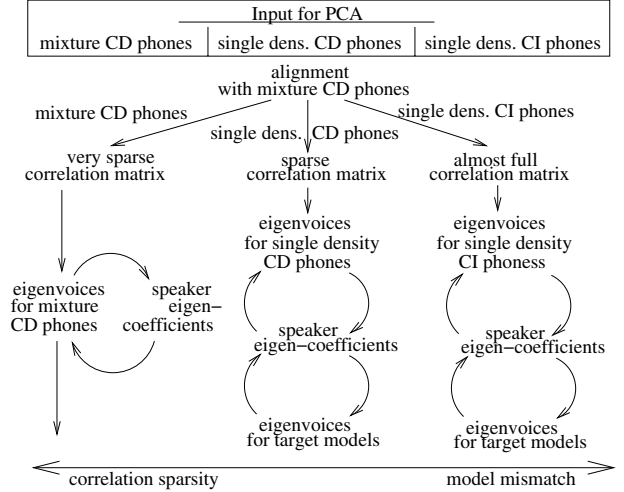 Input for PCA
mixture CD phones
single dens. CD phones
single dens. CI phones
alignment
with mixture CD phones
mixture CD phones
single dens. CD phones
single dens. CI phones
very sparse
correlation matrix
sparse
correlation matrix
almost full
correlation matrix
eigenvoices
for mixture
CD phones
speaker
eigen−
coefficients
eigenvoices
for single density
CD phones
speaker
eigen−coefficients
eigenvoices
for target models
eigenvoices
for single density
CI phoness
speaker
eigen−coefficients
eigenvoices
for target models
correlation sparsity
model mismatch